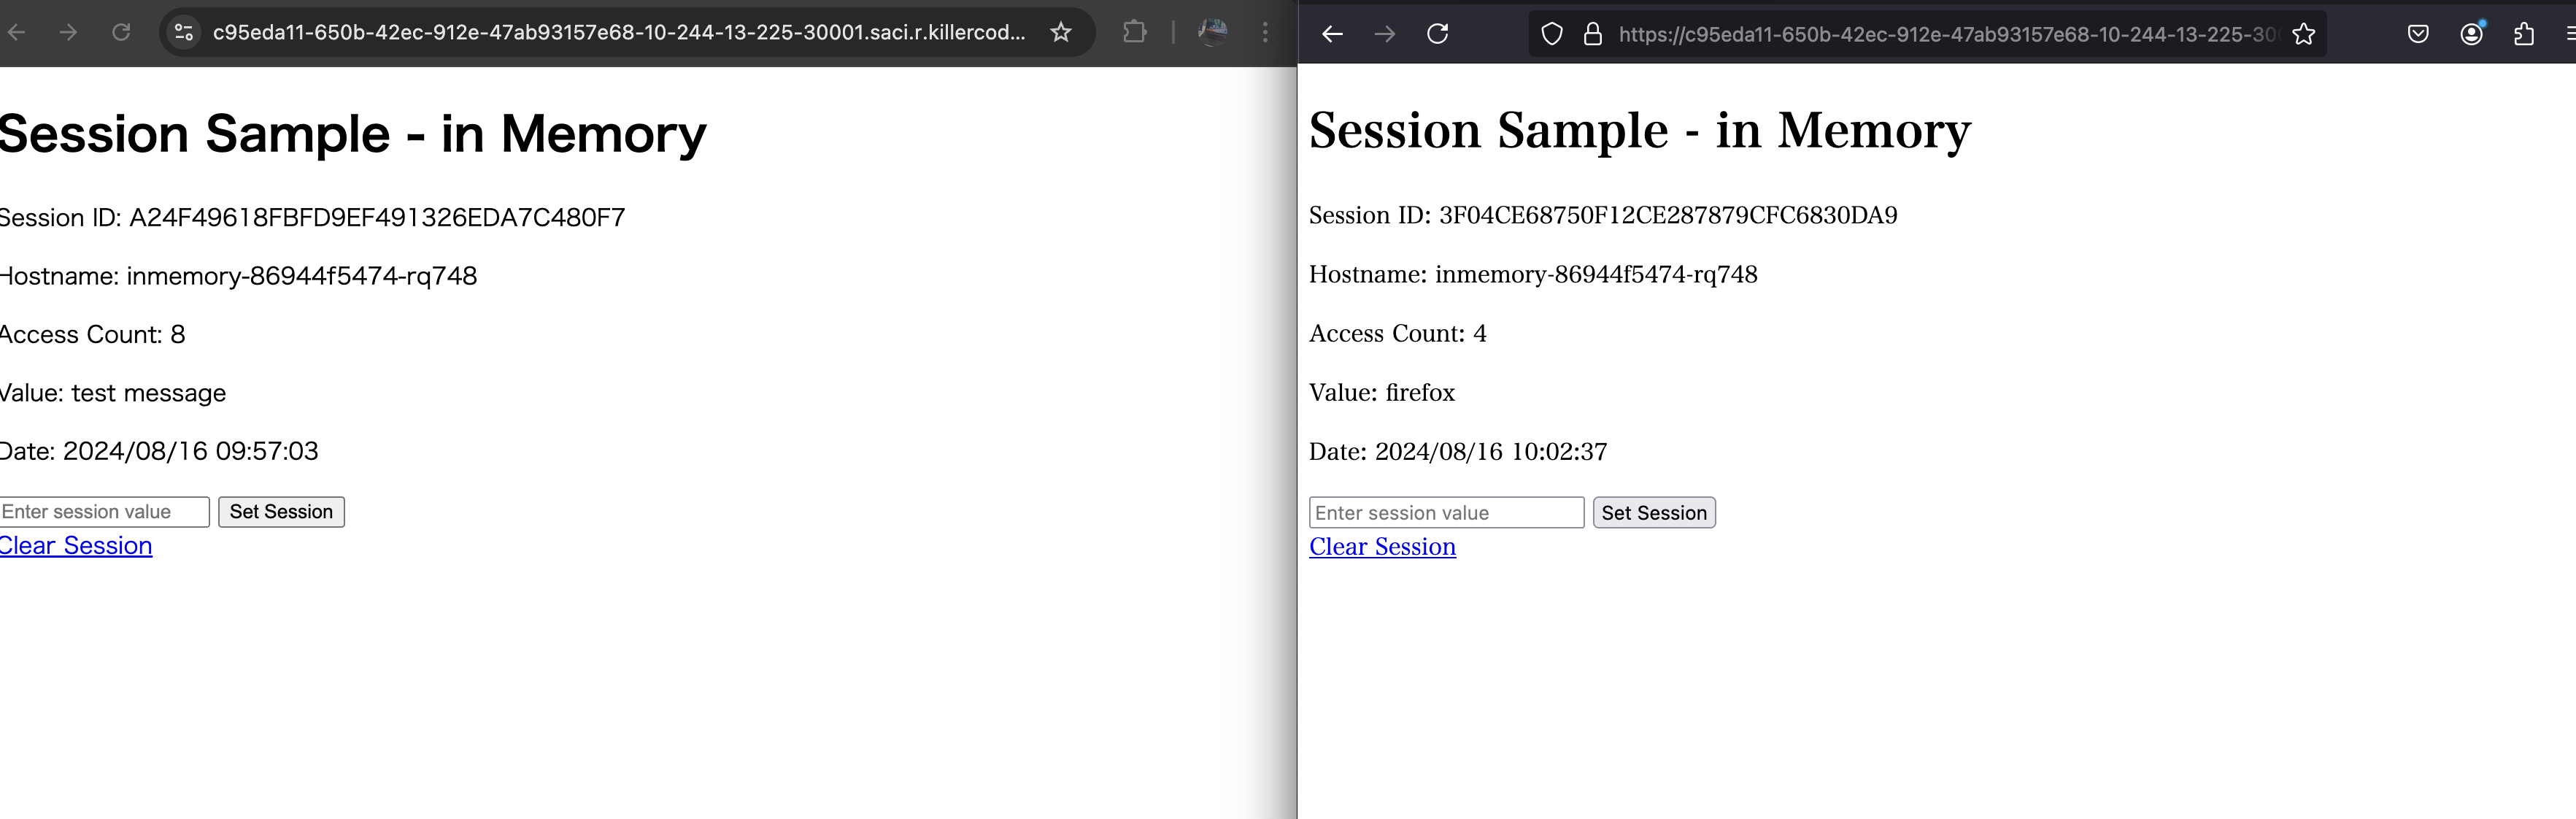 c95eda11-650b-42ec-912e-47ab93157e68-10-244-13-225-30001.saci.r.killercod...
Session Sample - in Memory
Session ID: A24F49618FBFD9EF491326EDA7C480F7
Hostname: inmemory-86944f5474-rq748
Access Count: 8
Value: test message
Date: 2024/08/16 09:57:03
Enter session value Set Session
Clear Session
https://c95eda11-650b-42ec-912e-47ab93157e68-10-244-13-225-300
Session Sample - in Memory
Session ID: 3F04CE68750F12CE287879CFC6830DA9
Hostname: inmemory-86944f5474-rq748
Access Count: 4
Value: firefox
Date: 2024/08/16 10:02:37
Enter session value Set Session
Clear Session